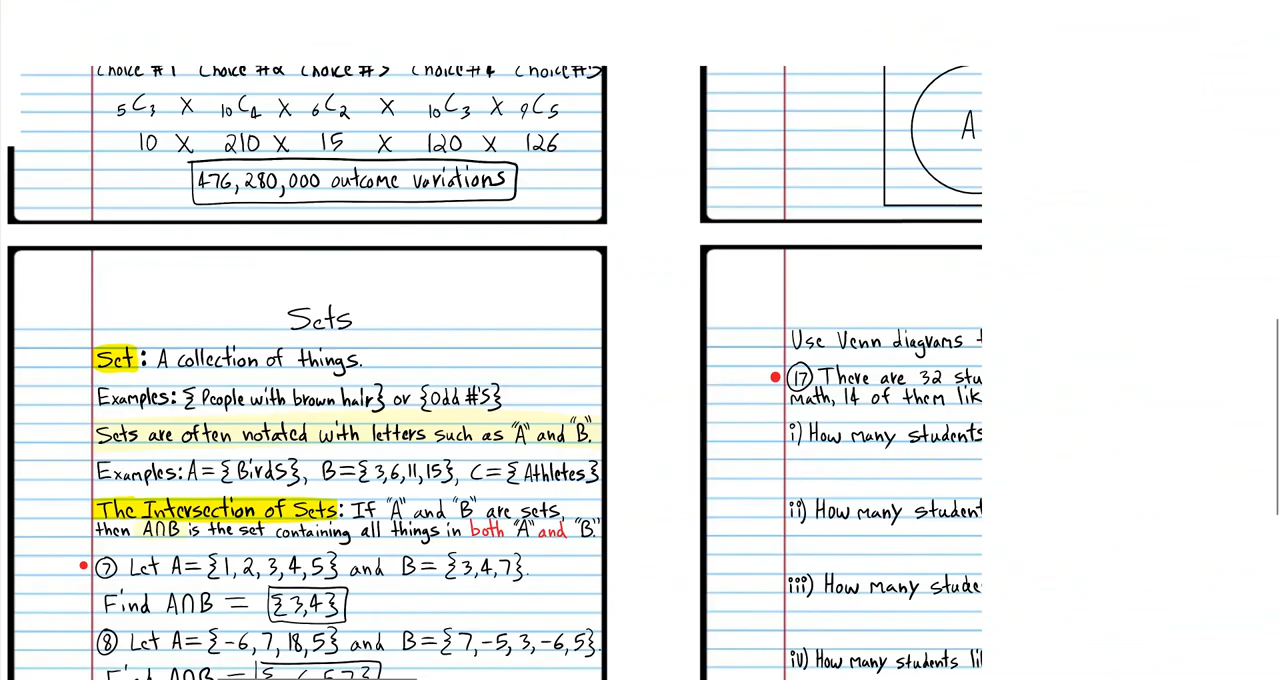 Choice #1 Choice #2 Choice #3 Choice #4 Choice #5
5C3 X 10C4 X 6C2 X 10C3 X 9C5
10 X 210 X 15 X 120 X 126
476,280,000 outcome variations
Sets
Set: A collection of things.
Examples: {People with brown hair} or {Odd #'s}
Sets are often notated with letters such as "A" and "B".
Examples: A={Birds}, B={3,6,11,15}, C={Athletes}
The Intersection of Sets: If "A" and "B" are sets,
then A∩B is the set containing all things in both "A" and "B".
⑦ Let A={1,2,3,4,5} and B={3,4,7}.
Find A∩B = {3,4}
⑧ Let A={-6,7,18,5} and B={7,-5,3,-6,5}.
Find A∩B =
A
Use Venn diagrams
⑰ There are 32 stu
math, 14 of them lik
i) How many students
ii) How many student
iii) How many stude
iv) How many students li